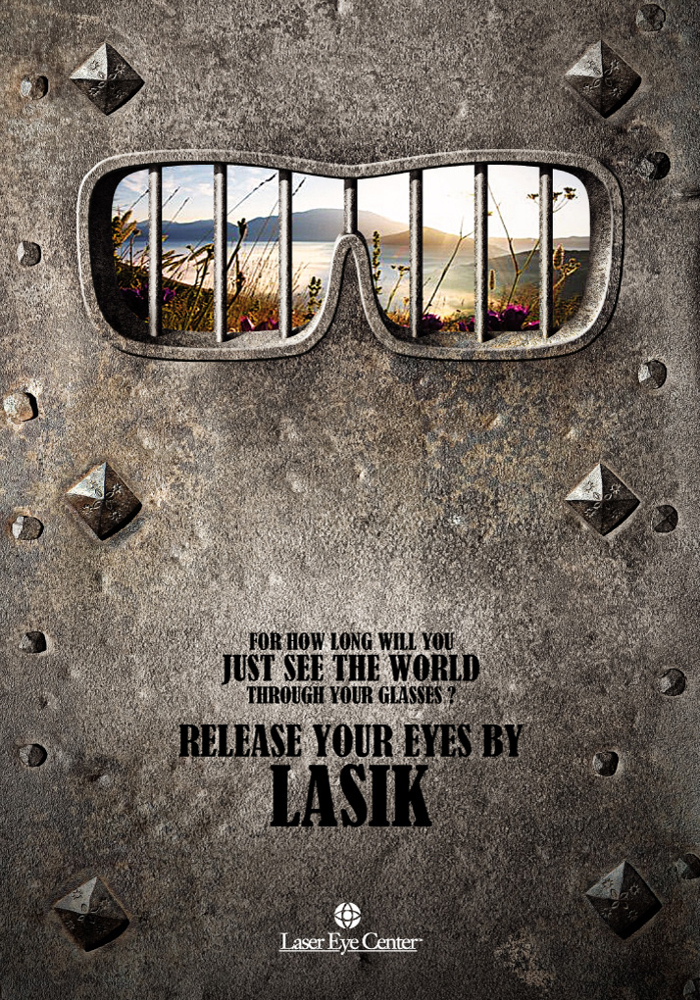 FOR HOW LONG WILL YOU
JUST SEE THE WORLD
THROUGH YOUR GLASSES ?
RELEASE YOUR EYES BY
LASIK
Laser Eye Center™